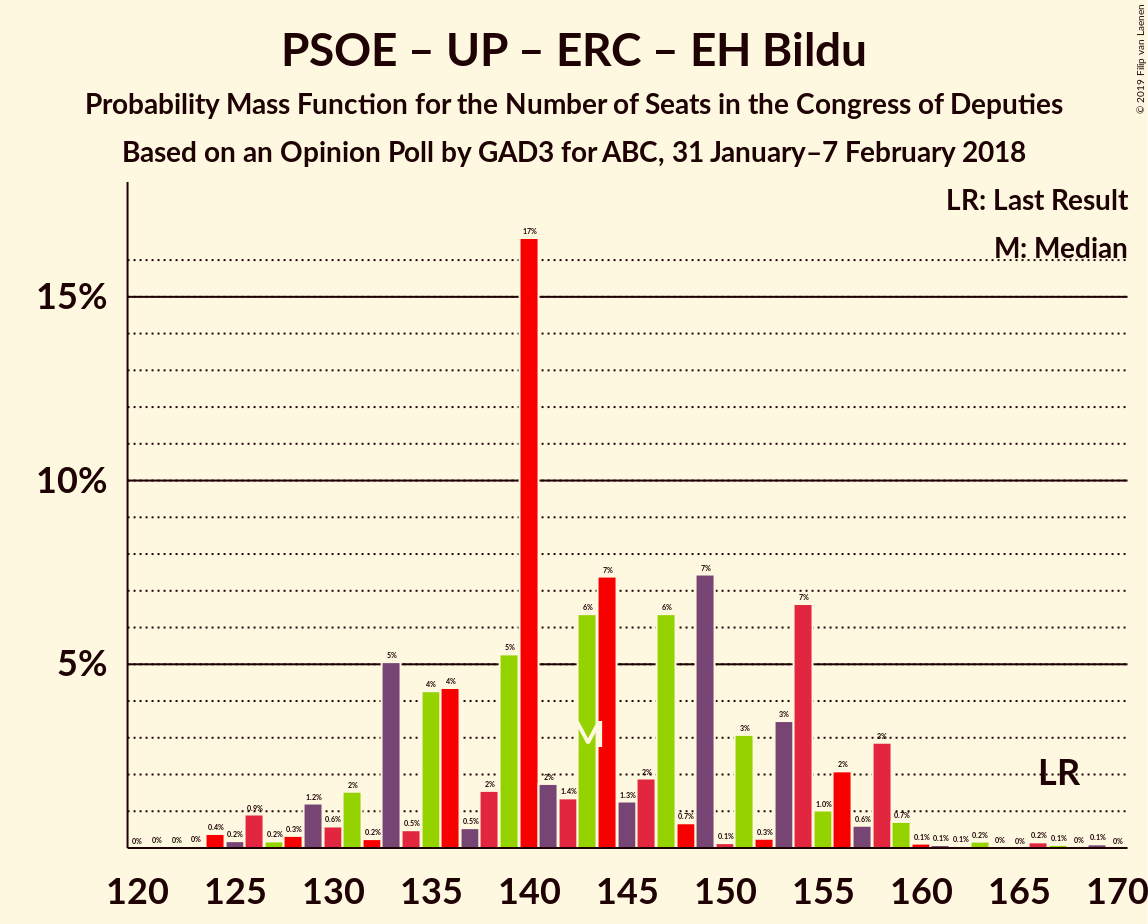 PSOE – UP – ERC – EH Bildu
Probability Mass Function for the Number of Seats in the Congress of Deputies
Based on an Opinion Poll by GAD3 for ABC, 31 January–7 February 2018
© 2019 Filip van Laenen
LR: Last Result
M: Median
15%
10%
5%
0% 0% 0% 0% 0.4% 0.2% 0.9% 0.2% 0.3% 1.2% 0.6% 2% 0.2% 5% 0.5% 4% 4% 0.5% 2% 5% 17% 2% 1.4% 6% 7% 1.3% 2% 6% 0.7% 7% 0.1% 3% 0.3% 3% 7% 1.0% 2% 0.6% 3% 0.7% 0.1% 0.1% 0.1% 0.2% 0% 0% 0.2% 0.1% 0% 0.1% 0%
M
LR
120 125 130 135 140 145 150 155 160 165 170